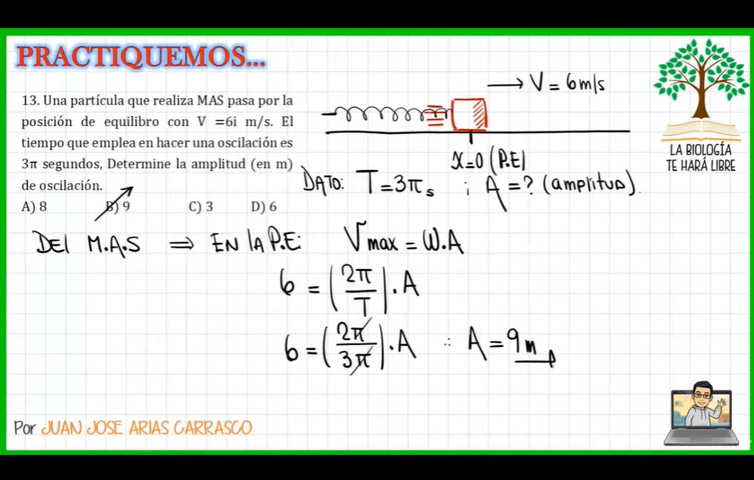 PRACTIQUEMOS...
13. Una partícula que realiza MAS pasa por la
posición de equilibro con V =6i m/s. El
tiempo que emplea en hacer una oscilación es
3π segundos, Determine la amplitud (en m)
de oscilación.
A) 8 B) 9 C) 3 D) 6
V = 6m/s
x=0 (P.E)
DATO: T=3πs ; A=? (amplitud)
LA BIOLOGÍA
TE HARÁ LIBRE
DEL M.A.S ⇒ EN LA P.E: Vmax = ω.A
6 = (2π/T).A
6 = (2π/3π).A ∴ A = 9m
Por JUAN JOSE ARIAS CARRASCO